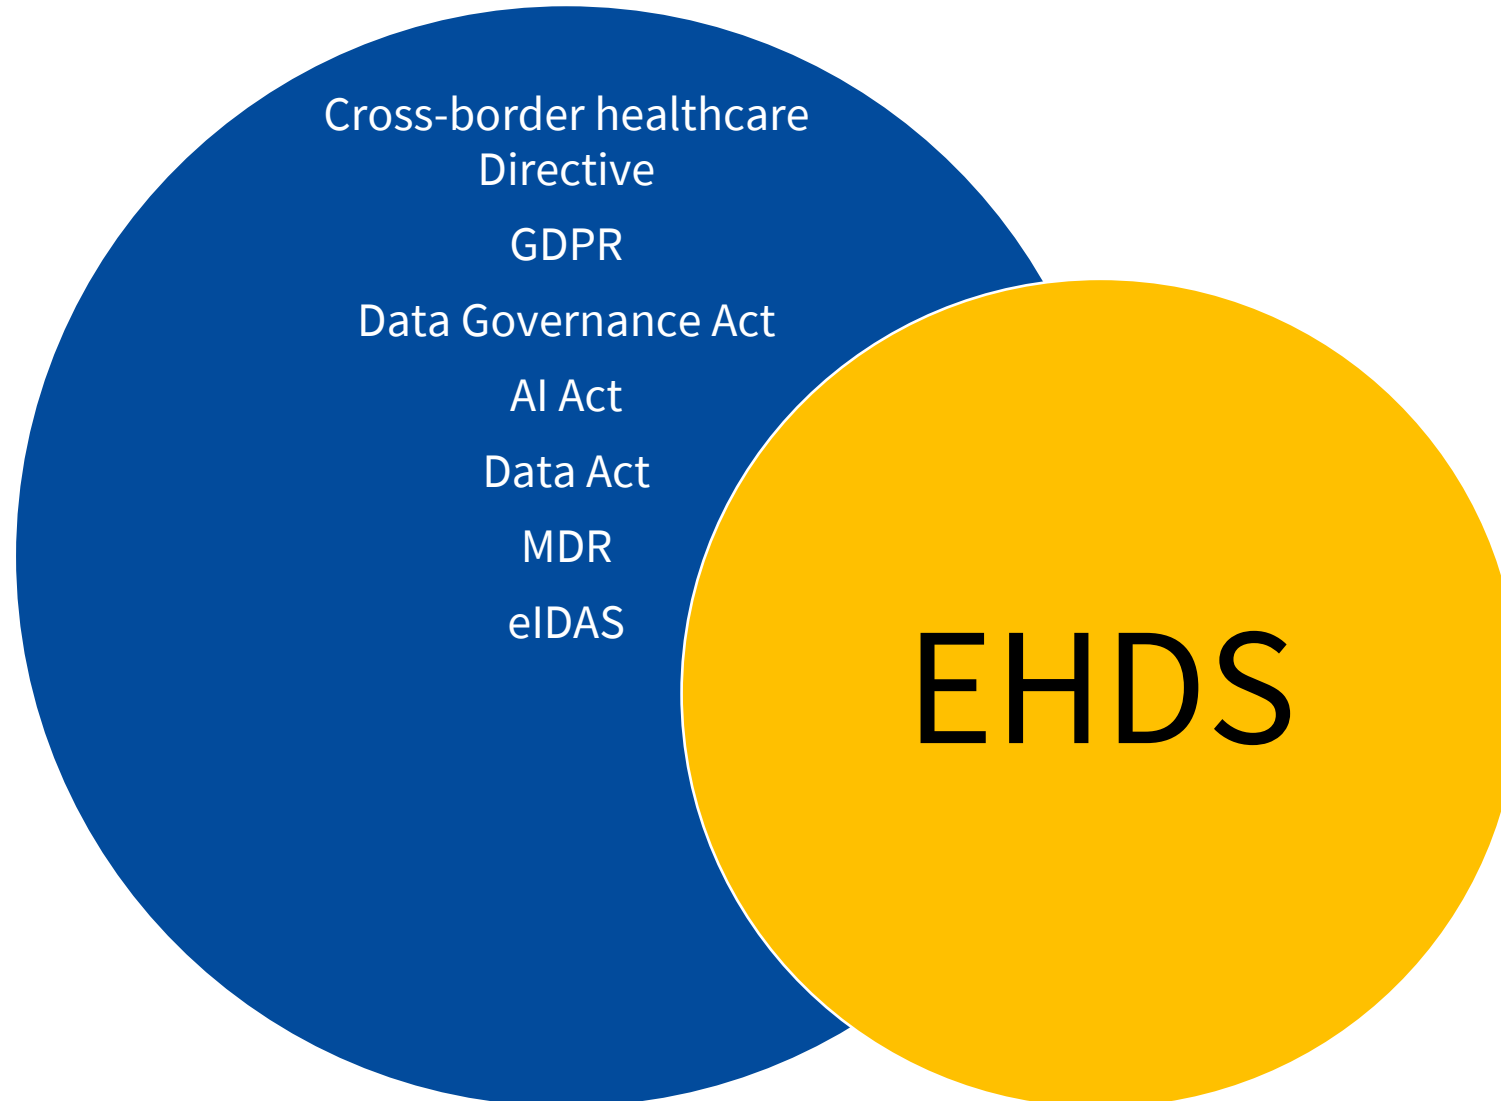 Cross-border healthcare
Directive
GDPR
Data Governance Act
AI Act
Data Act
MDR
eIDAS
EHDS